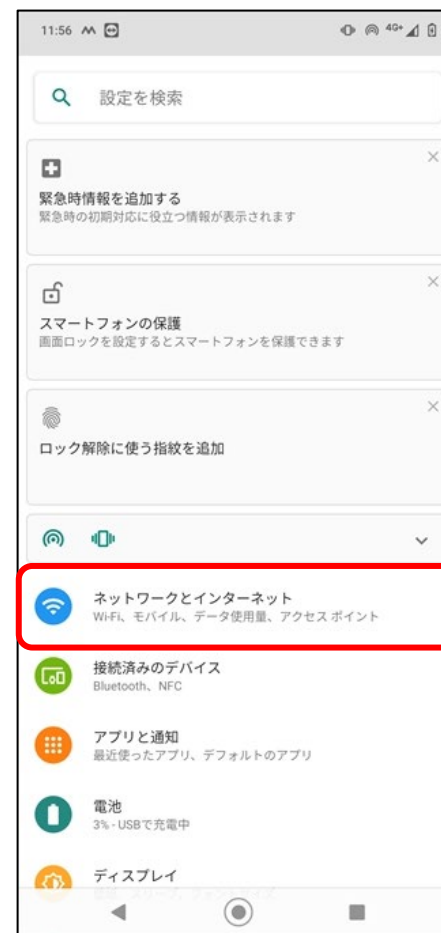 11:56
4G+
設定を検索
緊急時情報を追加する
緊急時の初期対応に役立つ情報が表示されます
スマートフォンの保護
画面ロックを設定するとスマートフォンを保護できます
ロック解除に使う指紋を追加
ネットワークとインターネット
Wi-Fi、モバイル、データ使用量、アクセス ポイント
接続済みのデバイス
Bluetooth、NFC
アプリと通知
最近使ったアプリ、デフォルトのアプリ
電池
3% - USBで充電中
ディスプレイ